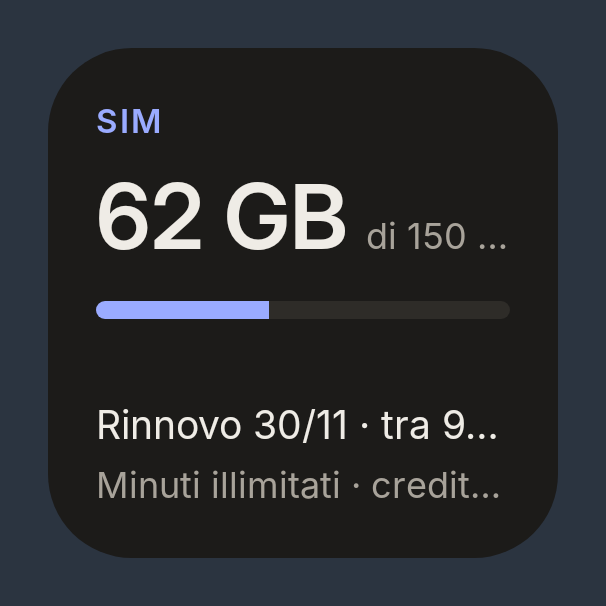 SIM
62 GB di 150 ...
Rinnovo 30/11 · tra 9...
Minuti illimitati · credit...